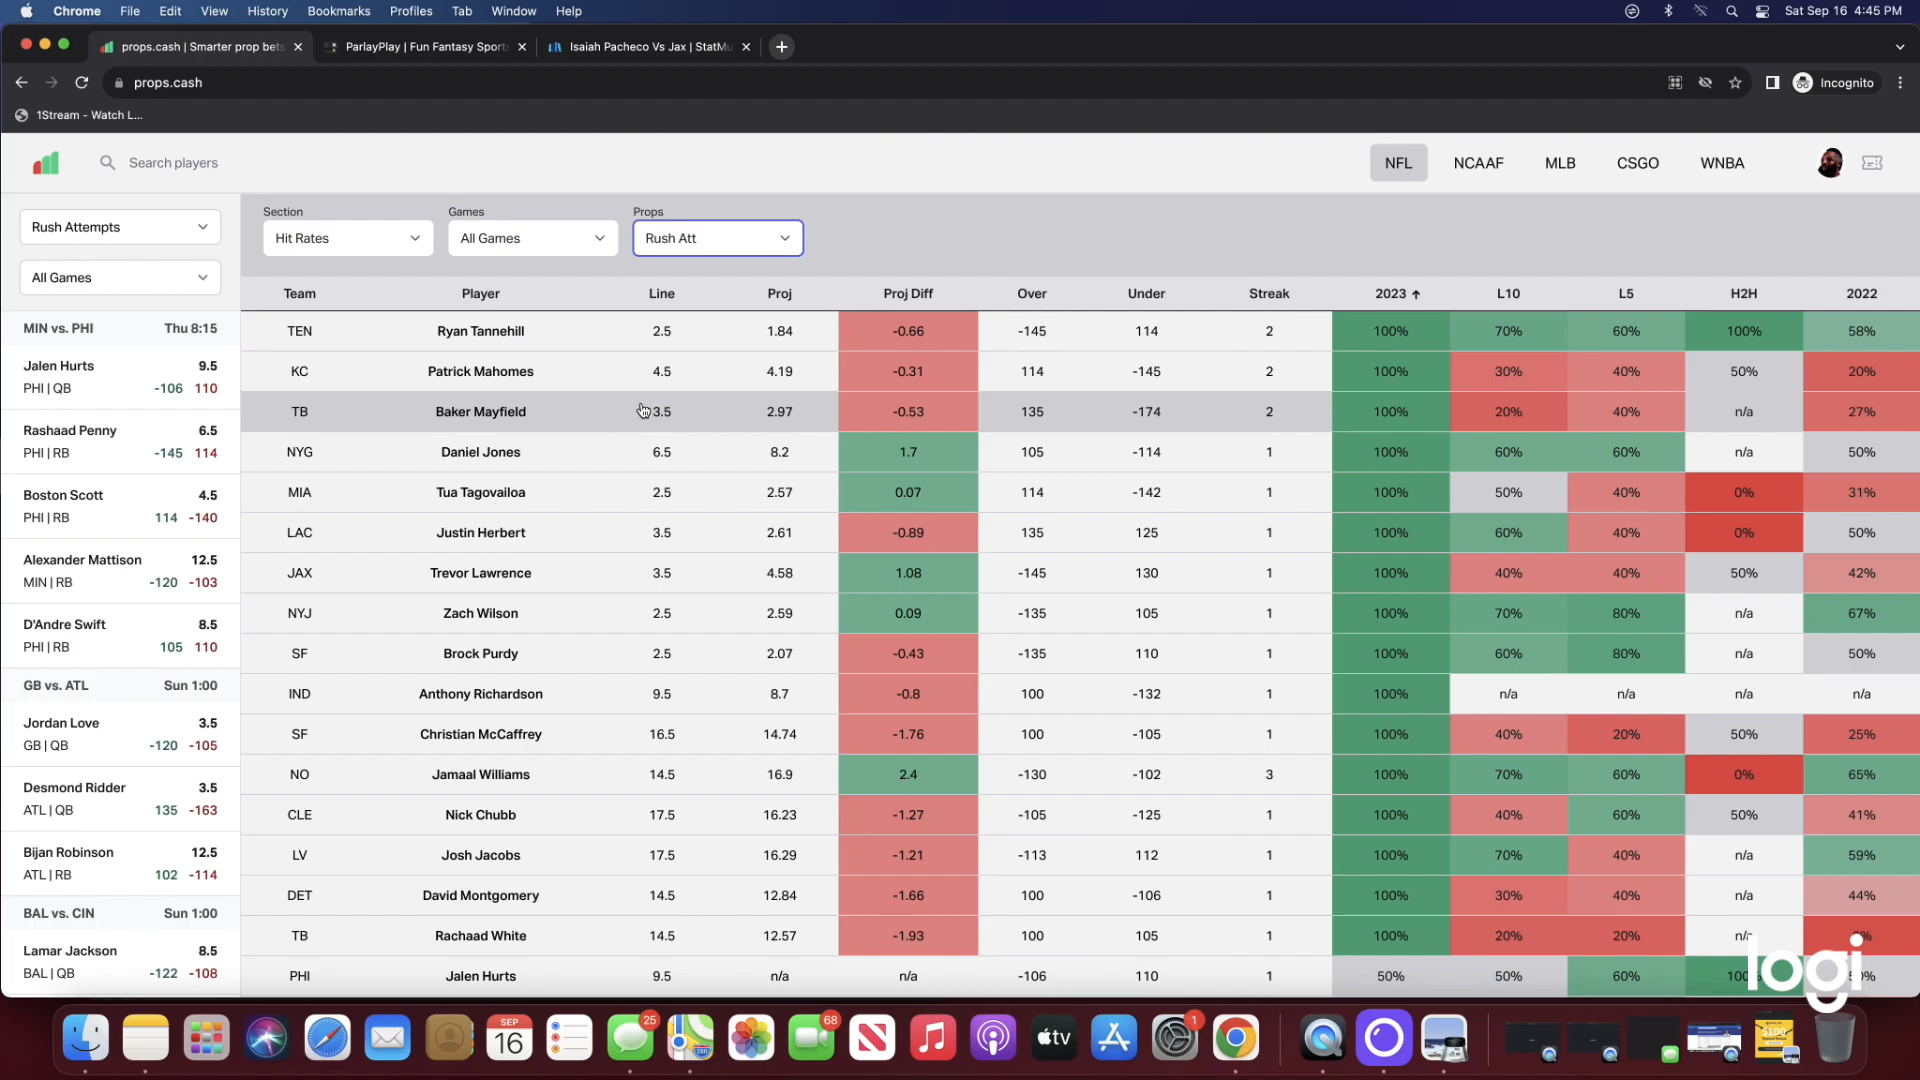 Chrome File Edit View History Bookmarks Profiles Tab Window Help Sat Sep 16 4:45 PM
props.cash | Smarter prop bets ParlayPlay | Fun Fantasy Sports Isaiah Pacheco Vs Jax | StatMu
props.cash Incognito
1Stream - Watch L...
Search players NFL NCAAF MLB CSGO WNBA
Section Games Props
Rush Attempts Hit Rates All Games Rush Att
All Games
Team Player Line Proj Proj Diff Over Under Streak 2023 ↑ L10 L5 H2H 2022
MIN vs. PHI Thu 8:15
Jalen Hurts 9.5
PHI | QB -106 110
Rashaad Penny 6.5
PHI | RB -145 114
Boston Scott 4.5
PHI | RB 114 -140
Alexander Mattison 12.5
MIN | RB -120 -103
D'Andre Swift 8.5
PHI | RB 105 110
GB vs. ATL Sun 1:00
Jordan Love 3.5
GB | QB -120 -105
Desmond Ridder 3.5
ATL | QB 135 -163
Bijan Robinson 12.5
ATL | RB 102 -114
BAL vs. CIN Sun 1:00
Lamar Jackson 8.5
BAL | QB -122 -108
TEN Ryan Tannehill 2.5 1.84 -0.66 -145 114 2 100% 70% 60% 100% 58%
KC Patrick Mahomes 4.5 4.19 -0.31 114 -145 2 100% 30% 40% 50% 20%
TB Baker Mayfield 3.5 2.97 -0.53 135 -174 2 100% 20% 40% n/a 27%
NYG Daniel Jones 6.5 8.2 1.7 105 -114 1 100% 60% 60% n/a 50%
MIA Tua Tagovailoa 2.5 2.57 0.07 114 -142 1 100% 50% 40% 0% 31%
LAC Justin Herbert 3.5 2.61 -0.89 135 125 1 100% 60% 40% 0% 50%
JAX Trevor Lawrence 3.5 4.58 1.08 -145 130 1 100% 40% 40% 50% 42%
NYJ Zach Wilson 2.5 2.59 0.09 -135 105 1 100% 70% 80% n/a 67%
SF Brock Purdy 2.5 2.07 -0.43 -135 110 1 100% 60% 80% n/a 50%
IND Anthony Richardson 9.5 8.7 -0.8 100 -132 1 100% n/a n/a n/a n/a
SF Christian McCaffrey 16.5 14.74 -1.76 100 -105 1 100% 40% 20% 50% 25%
NO Jamaal Williams 14.5 16.9 2.4 -130 -102 3 100% 70% 60% 0% 65%
CLE Nick Chubb 17.5 16.23 -1.27 -105 -125 1 100% 40% 60% 50% 41%
LV Josh Jacobs 17.5 16.29 -1.21 -113 112 1 100% 70% 40% n/a 59%
DET David Montgomery 14.5 12.84 -1.66 100 -106 1 100% 30% 40% n/a 44%
TB Rachaad White 14.5 12.57 -1.93 100 105 1 100% 20% 20% n/a
PHI Jalen Hurts 9.5 n/a n/a -106 110 1 50% 50% 60%
logi
SEP
16
25
68
tv
1